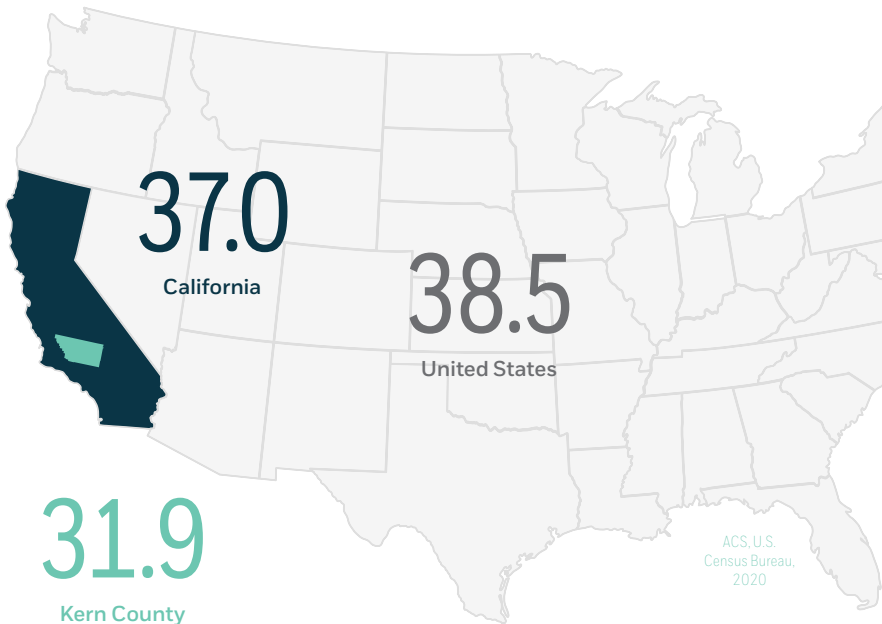 37.0
California
38.5
United States
31.9
Kern County
ACS, U.S.
Census Bureau,
2020